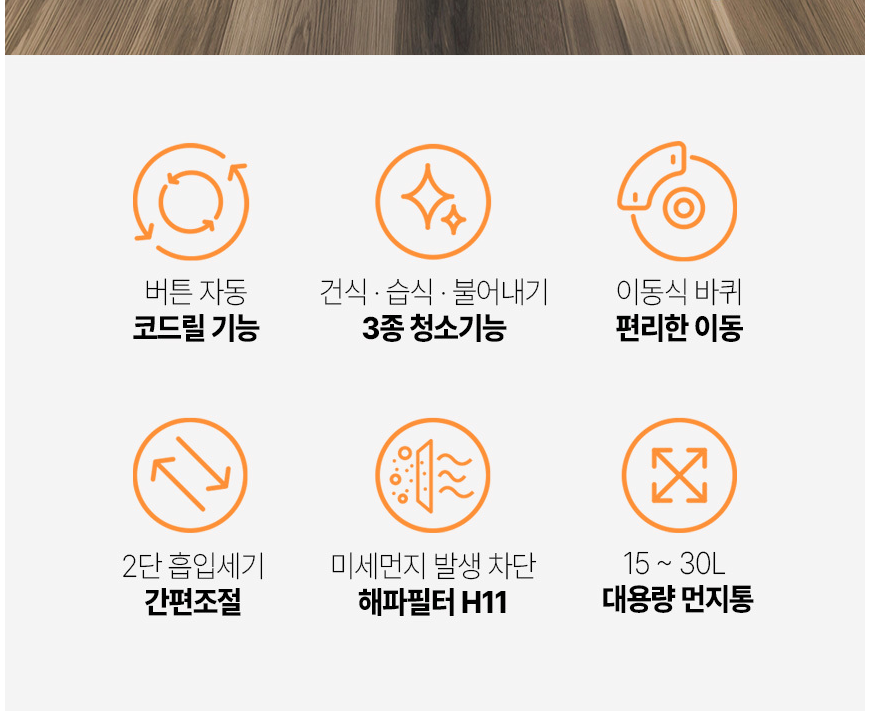 버튼 자동
코드릴 기능
건식 · 습식 · 불어내기
3종 청소기능
이동식 바퀴
편리한 이동
2단 흡입세기
간편조절
미세먼지 발생 차단
해파필터 H11
15 ~ 30L
대용량 먼지통